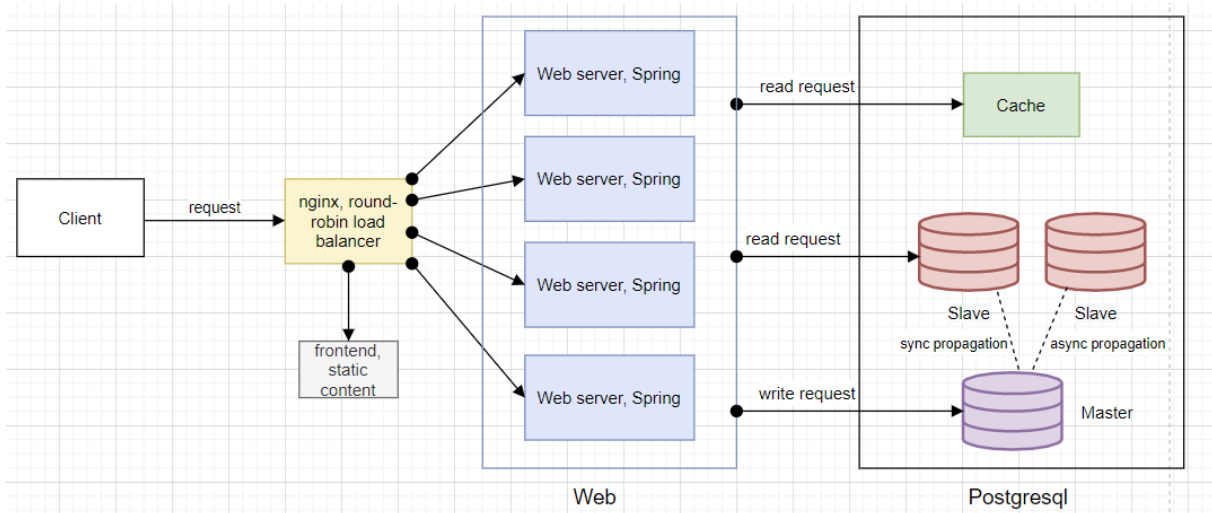 Client
request
nginx, round-
robin load
balancer
frontend,
static
content
Web server, Spring
Web server, Spring
Web server, Spring
Web server, Spring
Web
read request
read request
write request
Cache
Slave
Slave
sync propagation
async propagation
Master
Postgresql